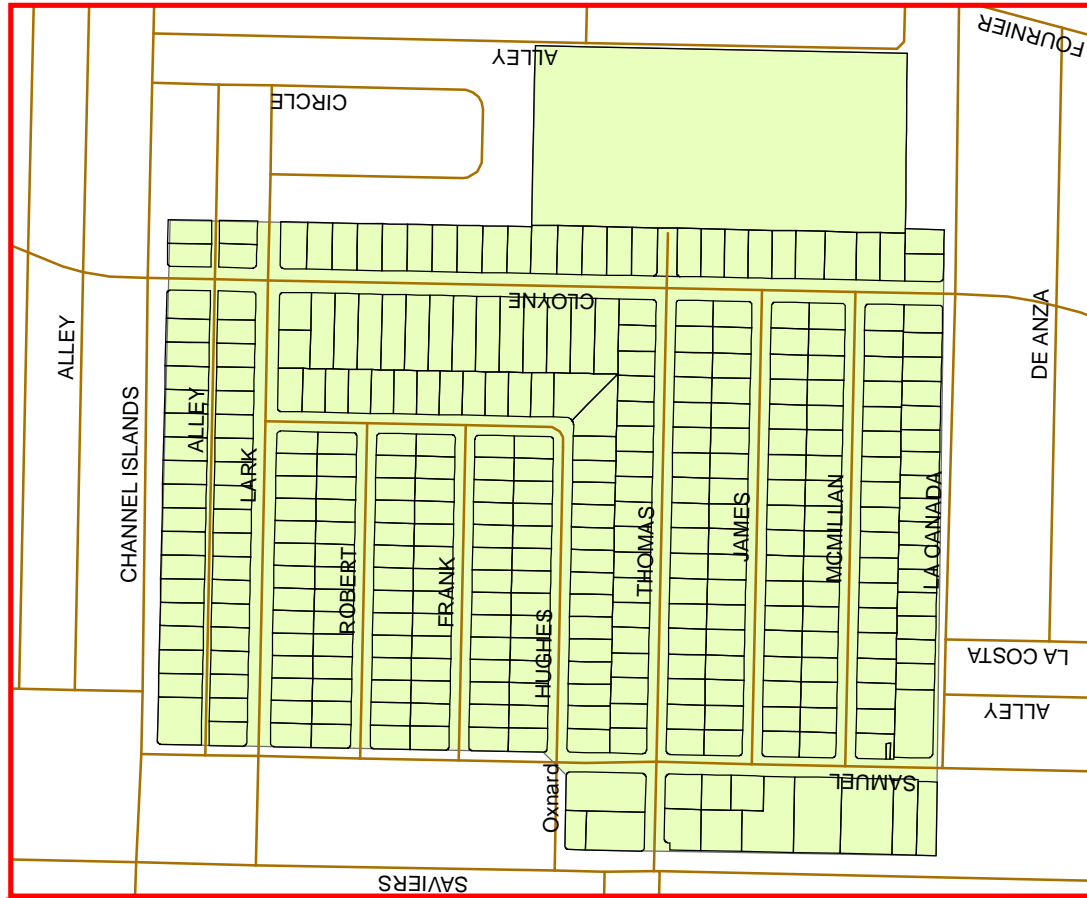 FOURNIER
ALLEY
CIRCLE
CLOYNE
DE ANZA
ALLEY
CHANNEL ISLANDS
ALLEY
LARK
ROBERT
FRANK
HUGHES
THOMAS
JAMES
MCMILLAN
LA CANADA
LA COSTA
ALLEY
SAMUEL
Oxnard
SAVIERS